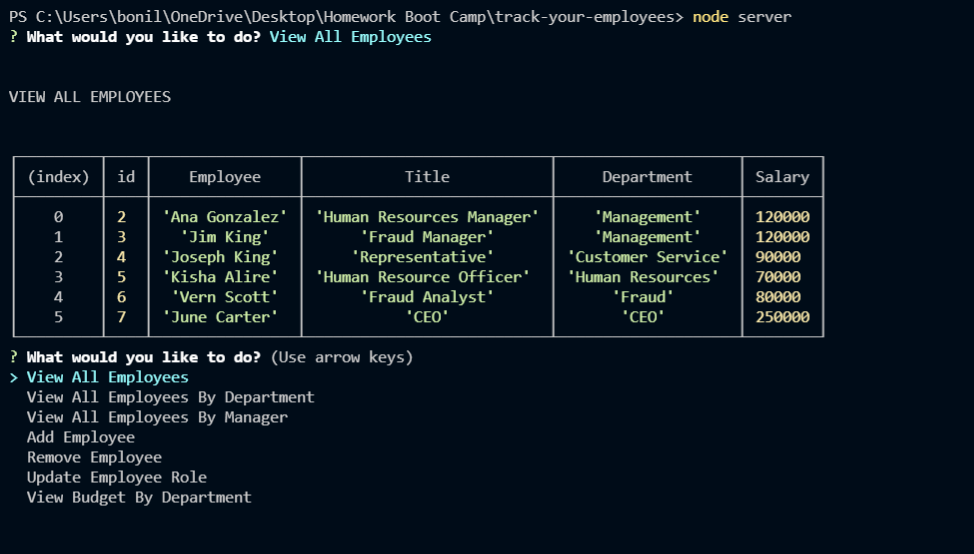 PS C:\Users\bonil\OneDrive\Desktop\Homework Boot Camp\track-your-employees> node server
? What would you like to do? View All Employees
VIEW ALL EMPLOYEES
(index) id Employee Title Department Salary
0 2 'Ana Gonzalez' 'Human Resources Manager' 'Management' 120000
1 3 'Jim King' 'Fraud Manager' 'Management' 120000
2 4 'Joseph King' 'Representative' 'Customer Service' 90000
3 5 'Kisha Alire' 'Human Resource Officer' 'Human Resources' 70000
4 6 'Vern Scott' 'Fraud Analyst' 'Fraud' 80000
5 7 'June Carter' 'CEO' 'CEO' 250000
? What would you like to do? (Use arrow keys)
> View All Employees
View All Employees By Department
View All Employees By Manager
Add Employee
Remove Employee
Update Employee Role
View Budget By Department